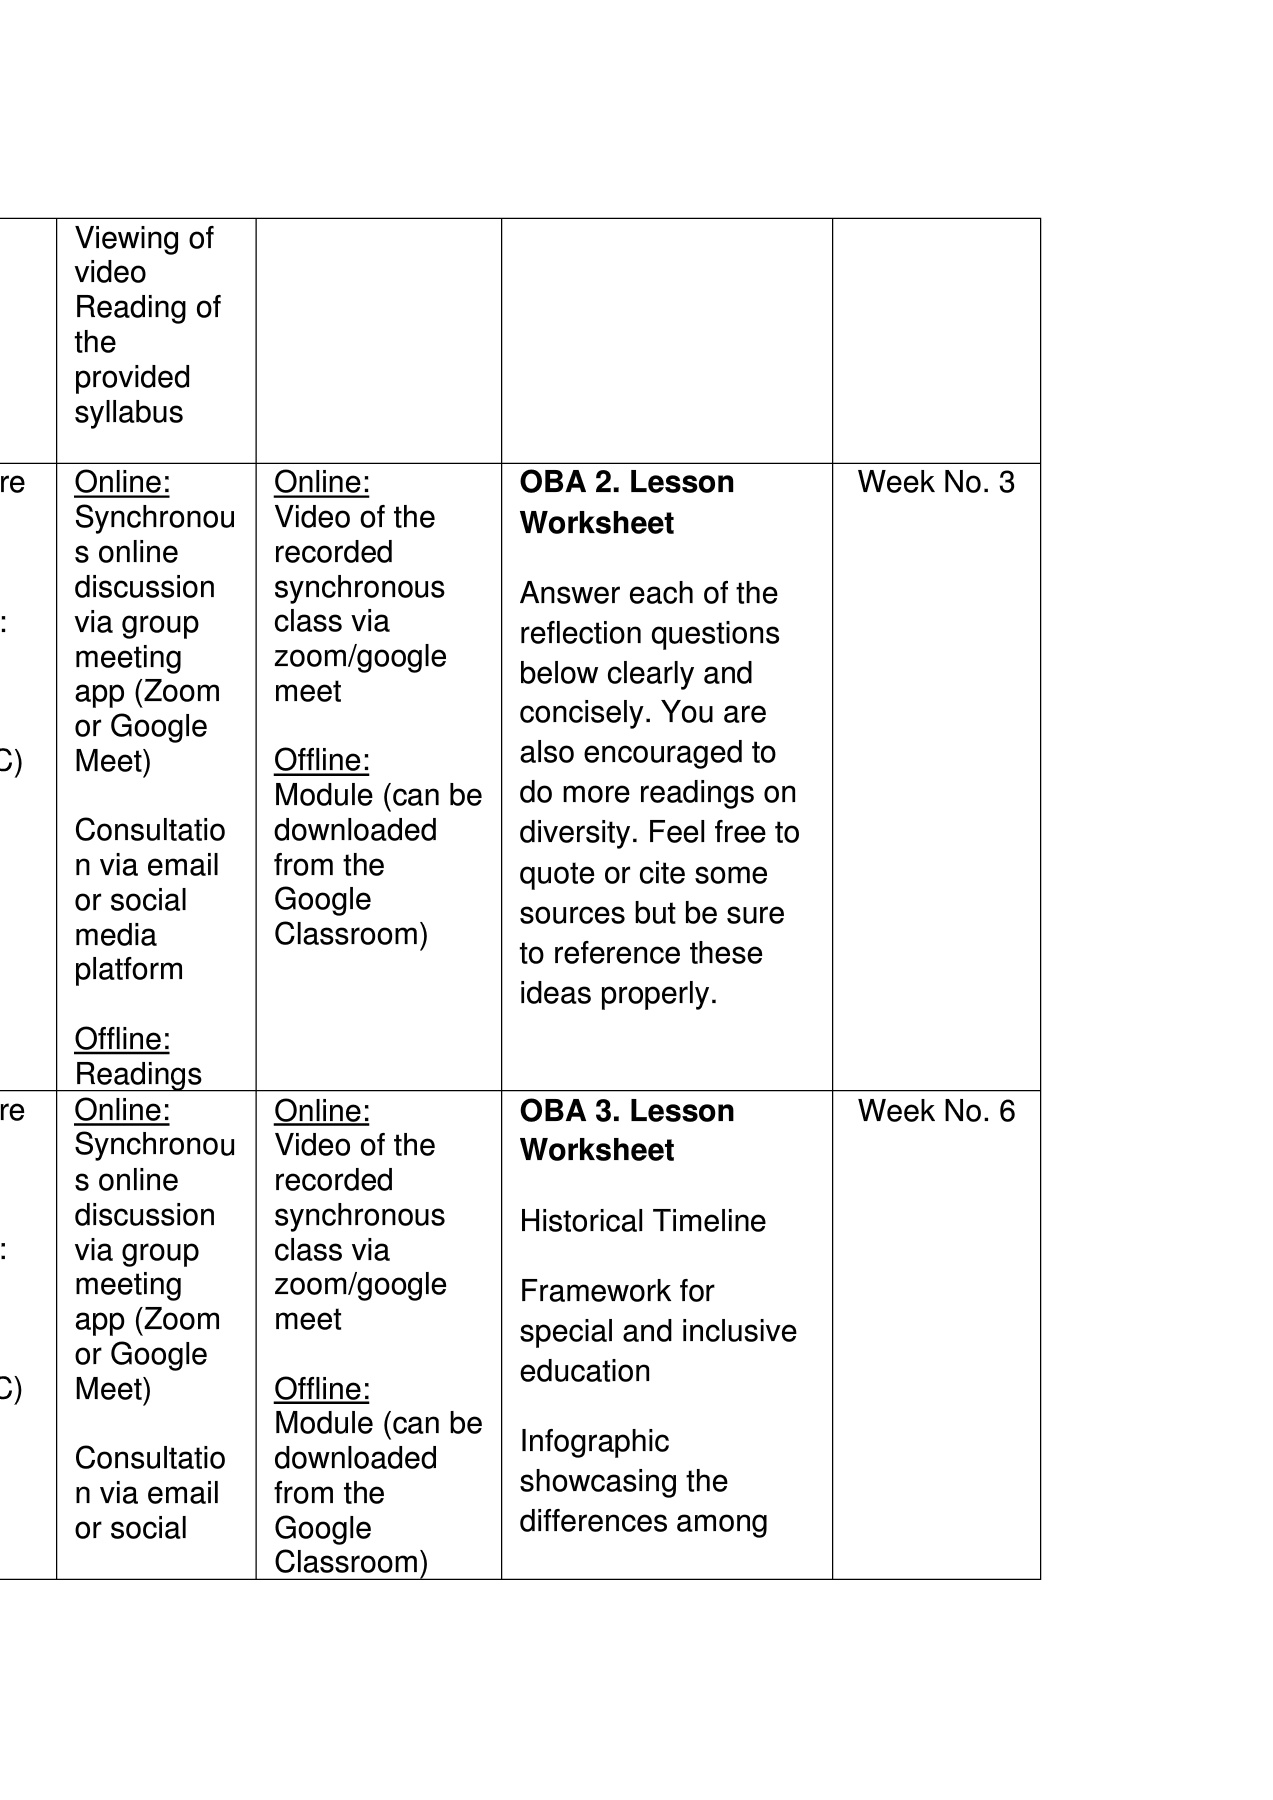 Viewing of
video
Reading of
the
provided
syllabus
re
:
C)
Online:
Synchronou
s online
discussion
via group
meeting
app (Zoom
or Google
Meet)
Consultatio
n via email
or social
media
platform
Offline:
Readings
Online:
Video of the
recorded
synchronous
class via
zoom/google
meet
Offline:
Module (can be
downloaded
from the
Google
Classroom)
OBA 2. Lesson
Worksheet
Answer each of the
reflection questions
below clearly and
concisely. You are
also encouraged to
do more readings on
diversity. Feel free to
quote or cite some
sources but be sure
to reference these
ideas properly.
Week No. 3
re
:
C)
Online:
Synchronou
s online
discussion
via group
meeting
app (Zoom
or Google
Meet)
Consultatio
n via email
or social
Online:
Video of the
recorded
synchronous
class via
zoom/google
meet
Offline:
Module (can be
downloaded
from the
Google
Classroom)
OBA 3. Lesson
Worksheet
Historical Timeline
Framework for
special and inclusive
education
Infographic
showcasing the
differences among
Week No. 6